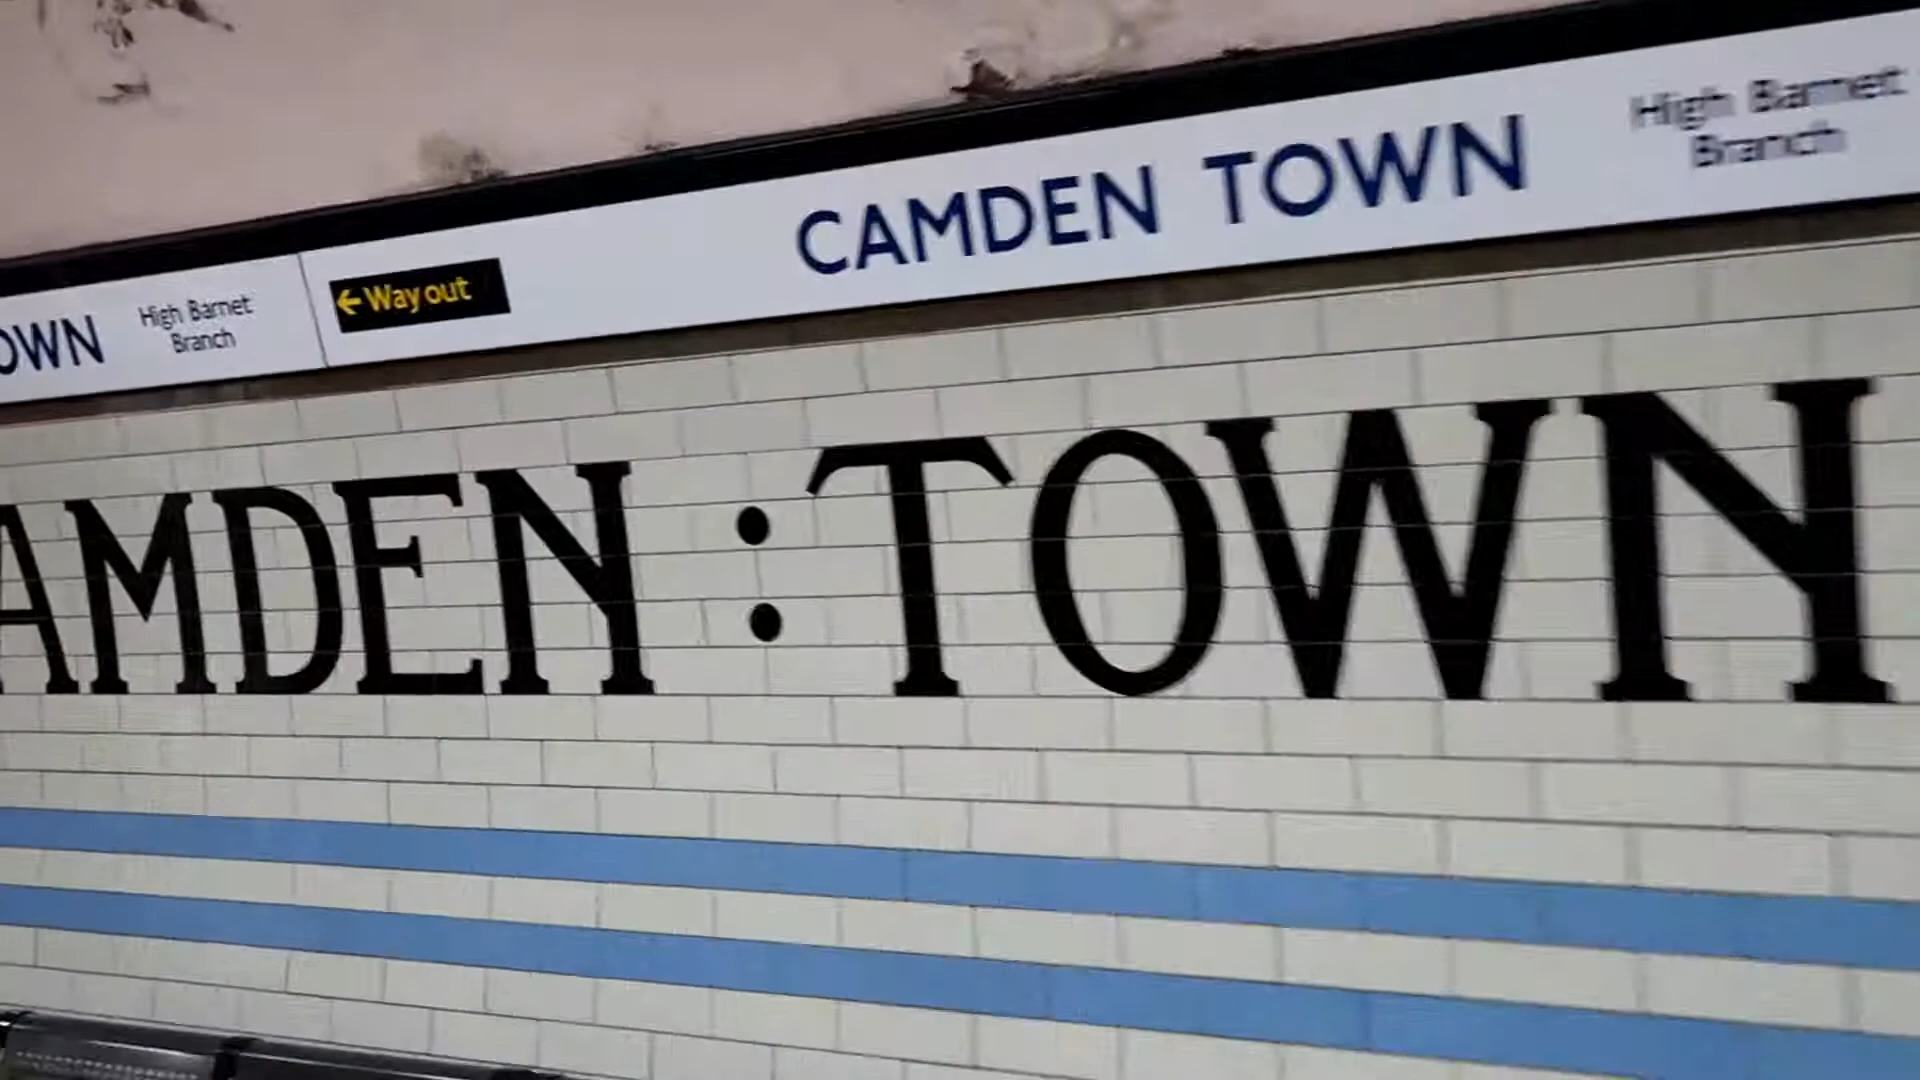 CAMDEN TOWN
High Barnet
Branch
OWN
High Barnet
Branch
←Way out
AMDEN : TOWN